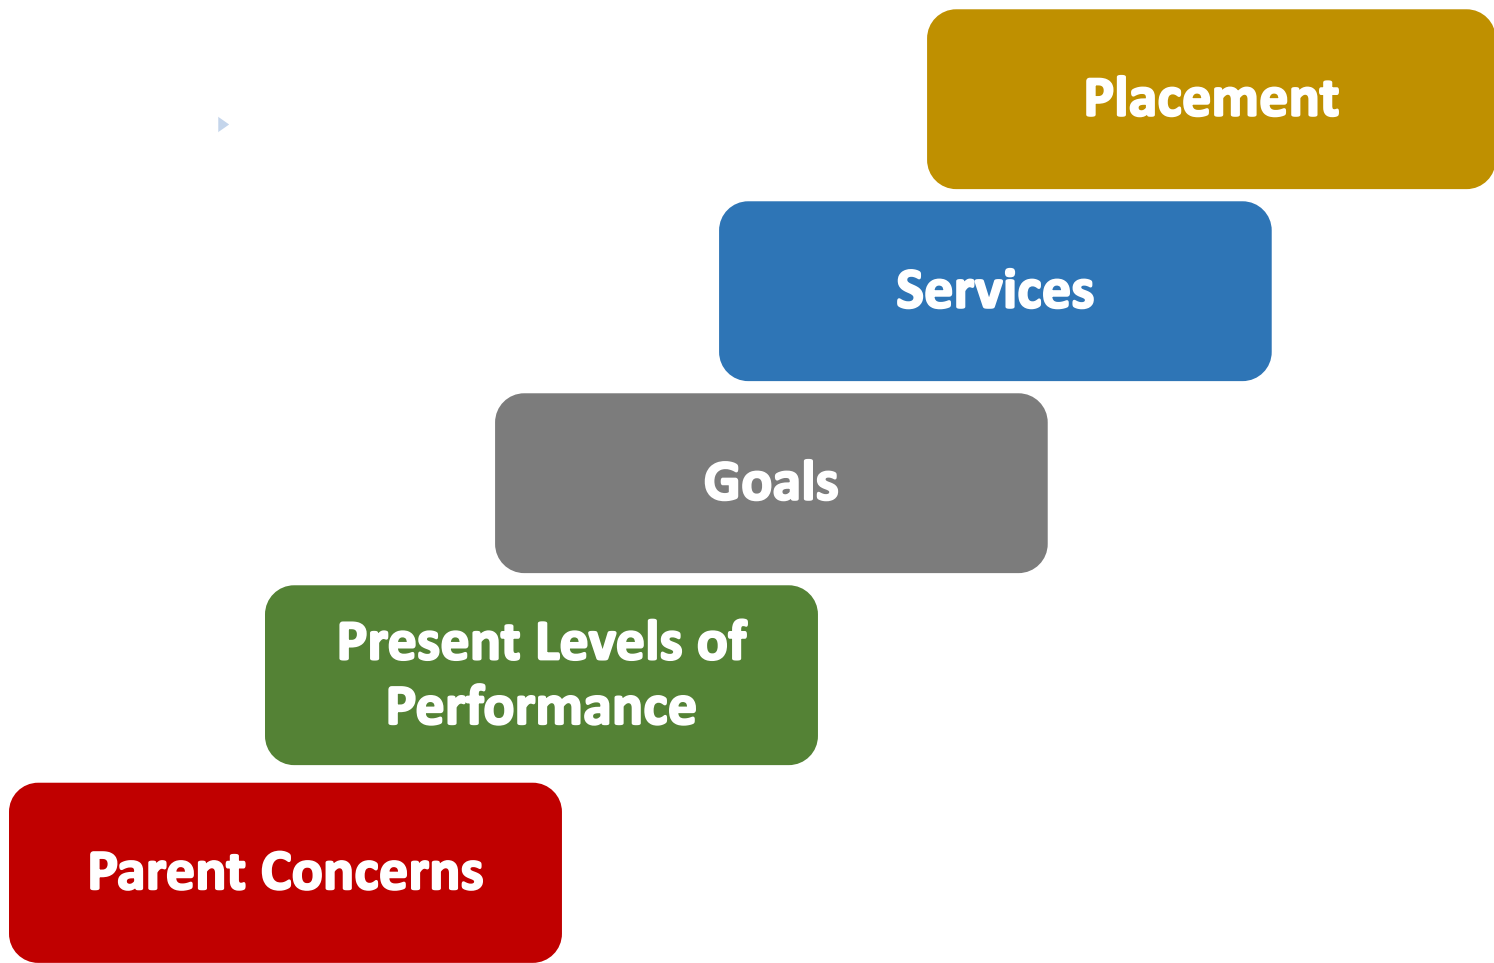 Placement
Services
Goals
Present Levels of
Performance
Parent Concerns